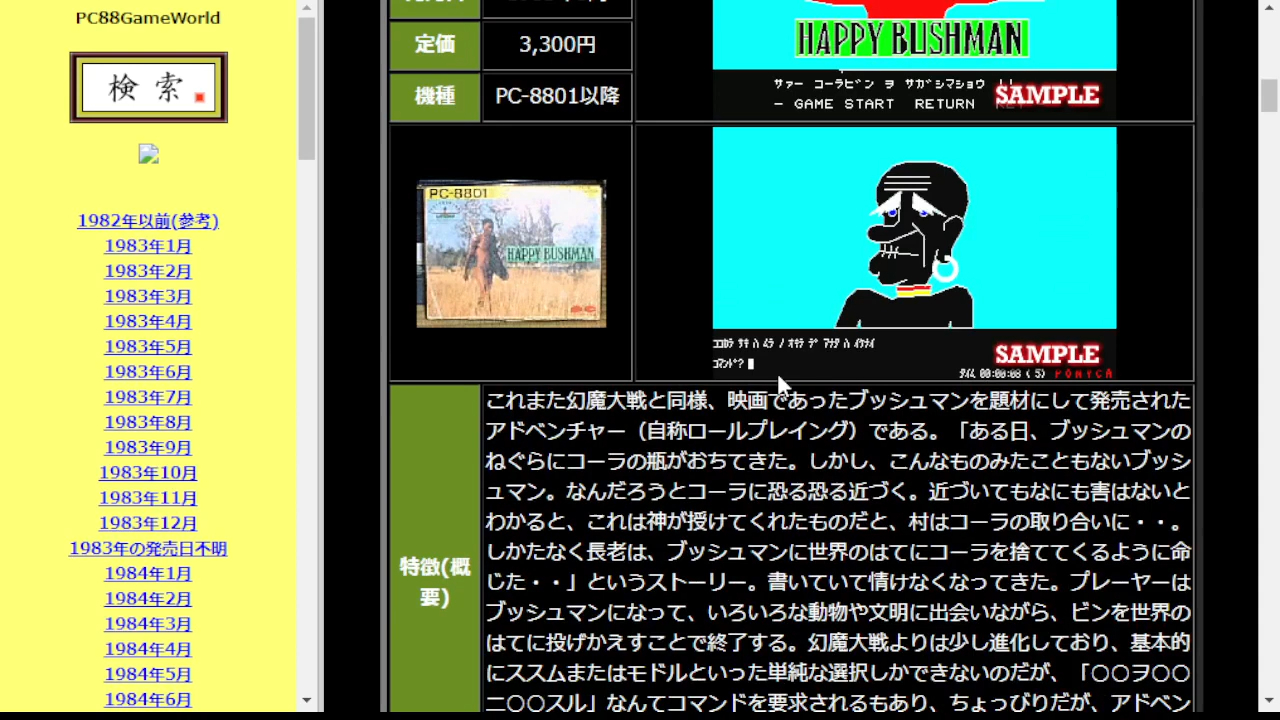 PC88GameWorld
検 索
1982年以前(参考)
1983年1月
1983年2月
1983年3月
1983年4月
1983年5月
1983年6月
1983年7月
1983年8月
1983年9月
1983年10月
1983年11月
1983年12月
1983年の発売日不明
1984年1月
1984年2月
1984年3月
1984年4月
1984年5月
1984年6月
定価
3,300円
機種
PC-8801以降
HAPPY BUSHMAN
サァー コーラビン ヲ サガシマショウ !!
- GAME START RETURN
SAMPLE
PC-8801
HAPPY BUSHMAN
コマンド?
SAMPLE
タイム 00:00:08 ( 5) PONYCA
特徴(概
要)
これまた幻魔大戦と同様、映画であったブッシュマンを題材にして発売された
アドベンチャー（自称ロールプレイング）である。「ある日、ブッシュマンの
ねぐらにコーラの瓶がおちてきた。しかし、こんなものみたこともないブッシ
ュマン。なんだろうとコーラに恐る恐る近づく。近づいてもなにも害はないと
わかると、これは神が授けてくれたものだと、村はコーラの取り合いに・・。
しかたなく長老は、ブッシュマンに世界のはてにコーラを捨ててくるように命
じた・・」というストーリー。書いていて情けなくなってきた。プレーヤーは
ブッシュマンになって、いろいろな動物や文明に出会いながら、ビンを世界の
はてに投げかえすことで終了する。幻魔大戦よりは少し進化しており、基本的
にススムまたはモドルといった単純な選択しかできないのだが、「○○ヲ○○
ニ○○スル」なんてコマンドを要求されるもあり、ちょっぴりだが、アドベン